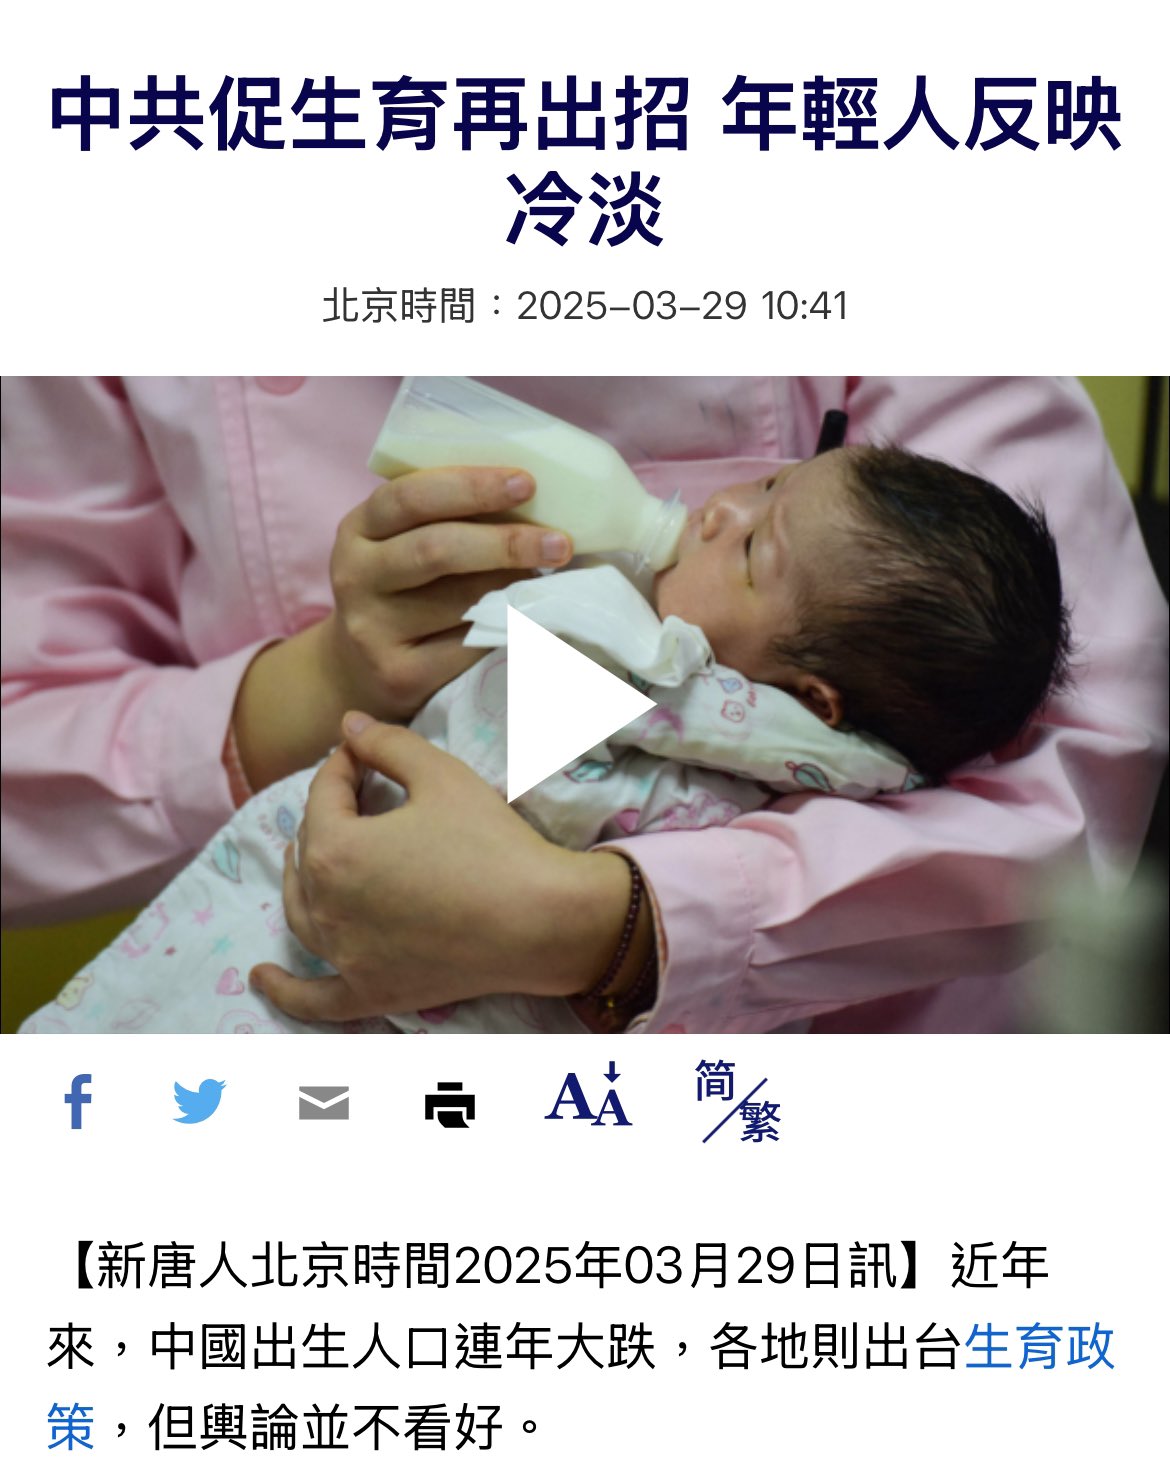 中共促生育再出招 年輕人反映
冷淡
北京時間：2025-03-29 10:41
f
AA
简繁
【新唐人北京時間2025年03月29日訊】近年
來，中國出生人口連年大跌，各地則出台生育政
策，但輿論並不看好。